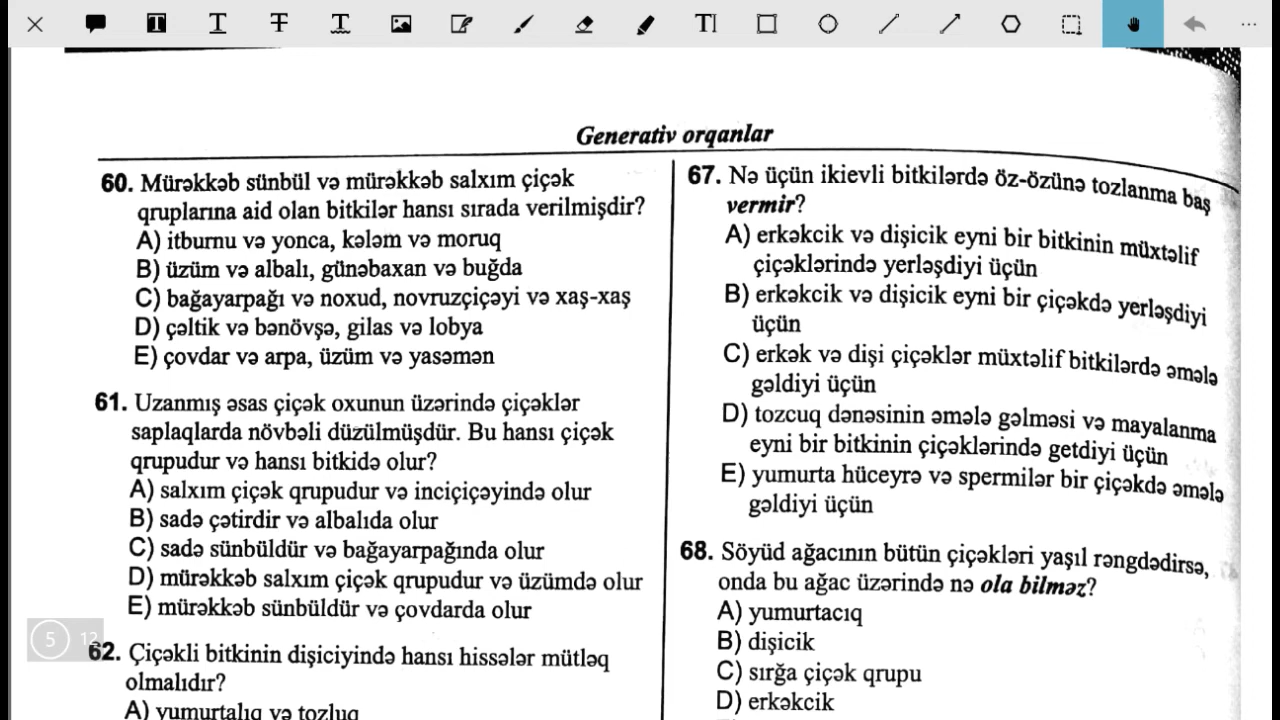 Generativ orqanlar
60. Mürəkkəb sünbül və mürəkkəb salxım çiçək
qruplarına aid olan bitkilər hansı sırada verilmişdir?
A) itburnu və yonca, kələm və moruq
B) üzüm və albalı, günəbaxan və buğda
C) bağayarpağı və noxud, novruzçiçəyi və xaş-xaş
D) çəltik və bənövşə, gilas və lobya
E) çovdar və arpa, üzüm və yasəmən
61. Uzanmış əsas çiçək oxunun üzərində çiçəklər
saplaqlarda növbəli düzülmüşdür. Bu hansı çiçək
qrupudur və hansı bitkidə olur?
A) salxım çiçək qrupudur və inciçiçəyində olur
B) sadə çətirdir və albalıda olur
C) sadə sünbüldür və bağayarpağında olur
D) mürəkkəb salxım çiçək qrupudur və üzümdə olur
E) mürəkkəb sünbüldür və çovdarda olur
5 12
62. Çiçəkli bitkinin dişiciyində hansı hissələr mütləq
olmalıdır?
A) yumurtalıq və tozluq
67. Nə üçün ikievli bitkilərdə öz-özünə tozlanma baş
vermir?
A) erkəkcik və dişicik eyni bir bitkinin müxtəlif
çiçəklərində yerləşdiyi üçün
B) erkəkcik və dişicik eyni bir çiçəkdə yerləşdiyi
üçün
C) erkək və dişi çiçəklər müxtəlif bitkilərdə əmələ
gəldiyi üçün
D) tozcuq dənəsinin əmələ gəlməsi və mayalanma
eyni bir bitkinin çiçəklərində getdiyi üçün
E) yumurta hüceyrə və spermilər bir çiçəkdə əmələ
gəldiyi üçün
68. Söyüd ağacının bütün çiçəkləri yaşıl rəngdədirsə,
onda bu ağac üzərində nə ola bilməz?
A) yumurtacıq
B) dişicik
C) sırğa çiçək qrupu
D) erkəkcik